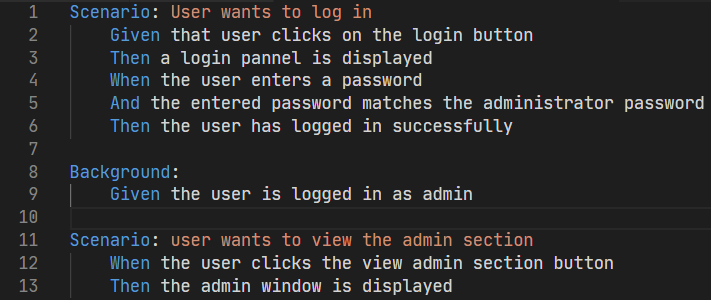 1 Scenario: User wants to log in
2 Given that user clicks on the login button
3 Then a login pannel is displayed
4 When the user enters a password
5 And the entered password matches the administrator password
6 Then the user has logged in successfully
7
8 Background:
9 Given the user is logged in as admin
10
11 Scenario: user wants to view the admin section
12 When the user clicks the view admin section button
13 Then the admin window is displayed